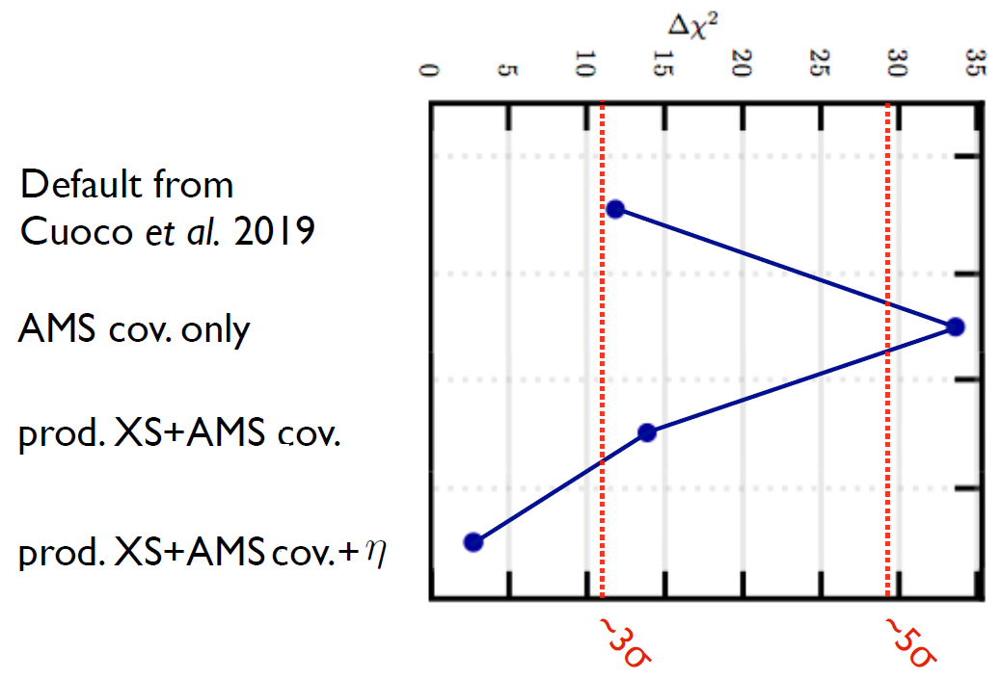 Δχ²
0 5 10 15 20 25 30 35
Default from
Cuoco et al. 2019
AMS cov. only
prod. XS+AMS cov.
prod. XS+AMS cov.+ η
~3σ ~5σ